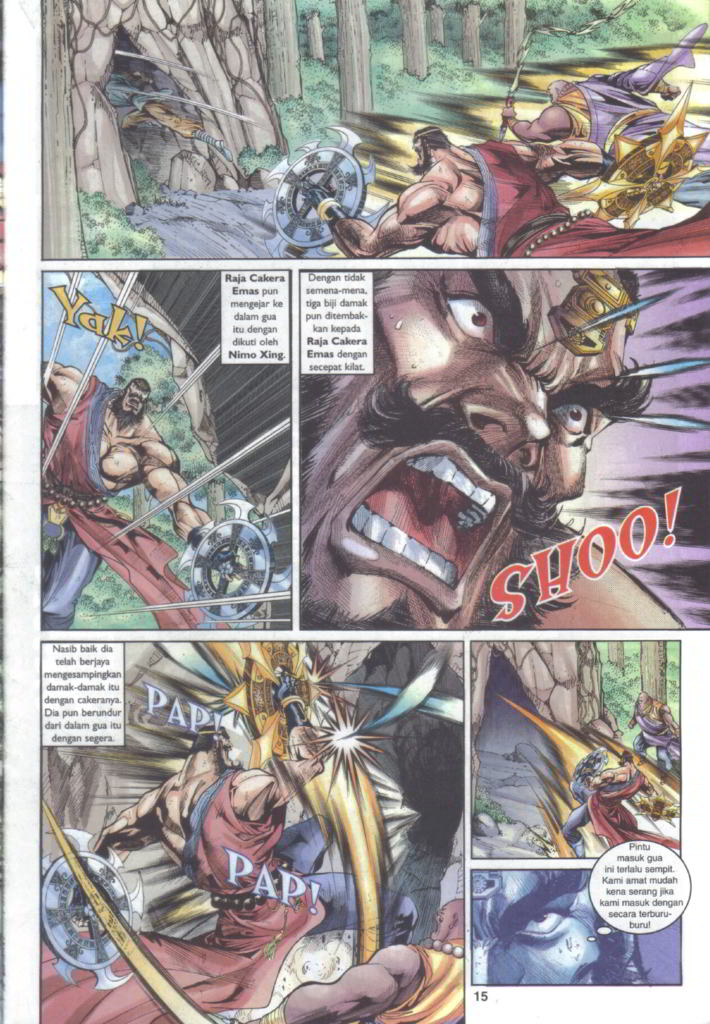 Raja Cakera
Emas pun
mengejar ke
dalam gua
itu dengan
dikuti oleh
Nimo Xing.
Yak!
Dengan tidak
semena-mena,
tiga biji damak
pun ditembak-
kan kepada
Raja Cakera
Emas dengan
secepat kilat.
SHOO!
Nasib baik dia
telah berjaya
mengesampingkan
damak-damak itu
dengan cakeranya.
Dia pun berundur
dari dalam gua itu
dengan segera.
PAP!
PAP!
Pintu
masuk gua
ini terlalu sempit.
Kami amat mudah
kena serang jika
kami masuk dengan
secara terburu-
buru!
15